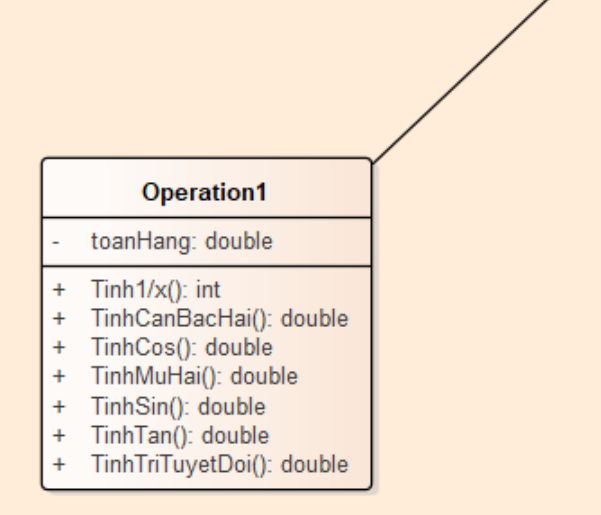 Operation1
- toanHang: double
+ Tinh1/x(): int
+ TinhCanBacHai(): double
+ TinhCos(): double
+ TinhMuHai(): double
+ TinhSin(): double
+ TinhTan(): double
+ TinhTriTuyetDoi(): double